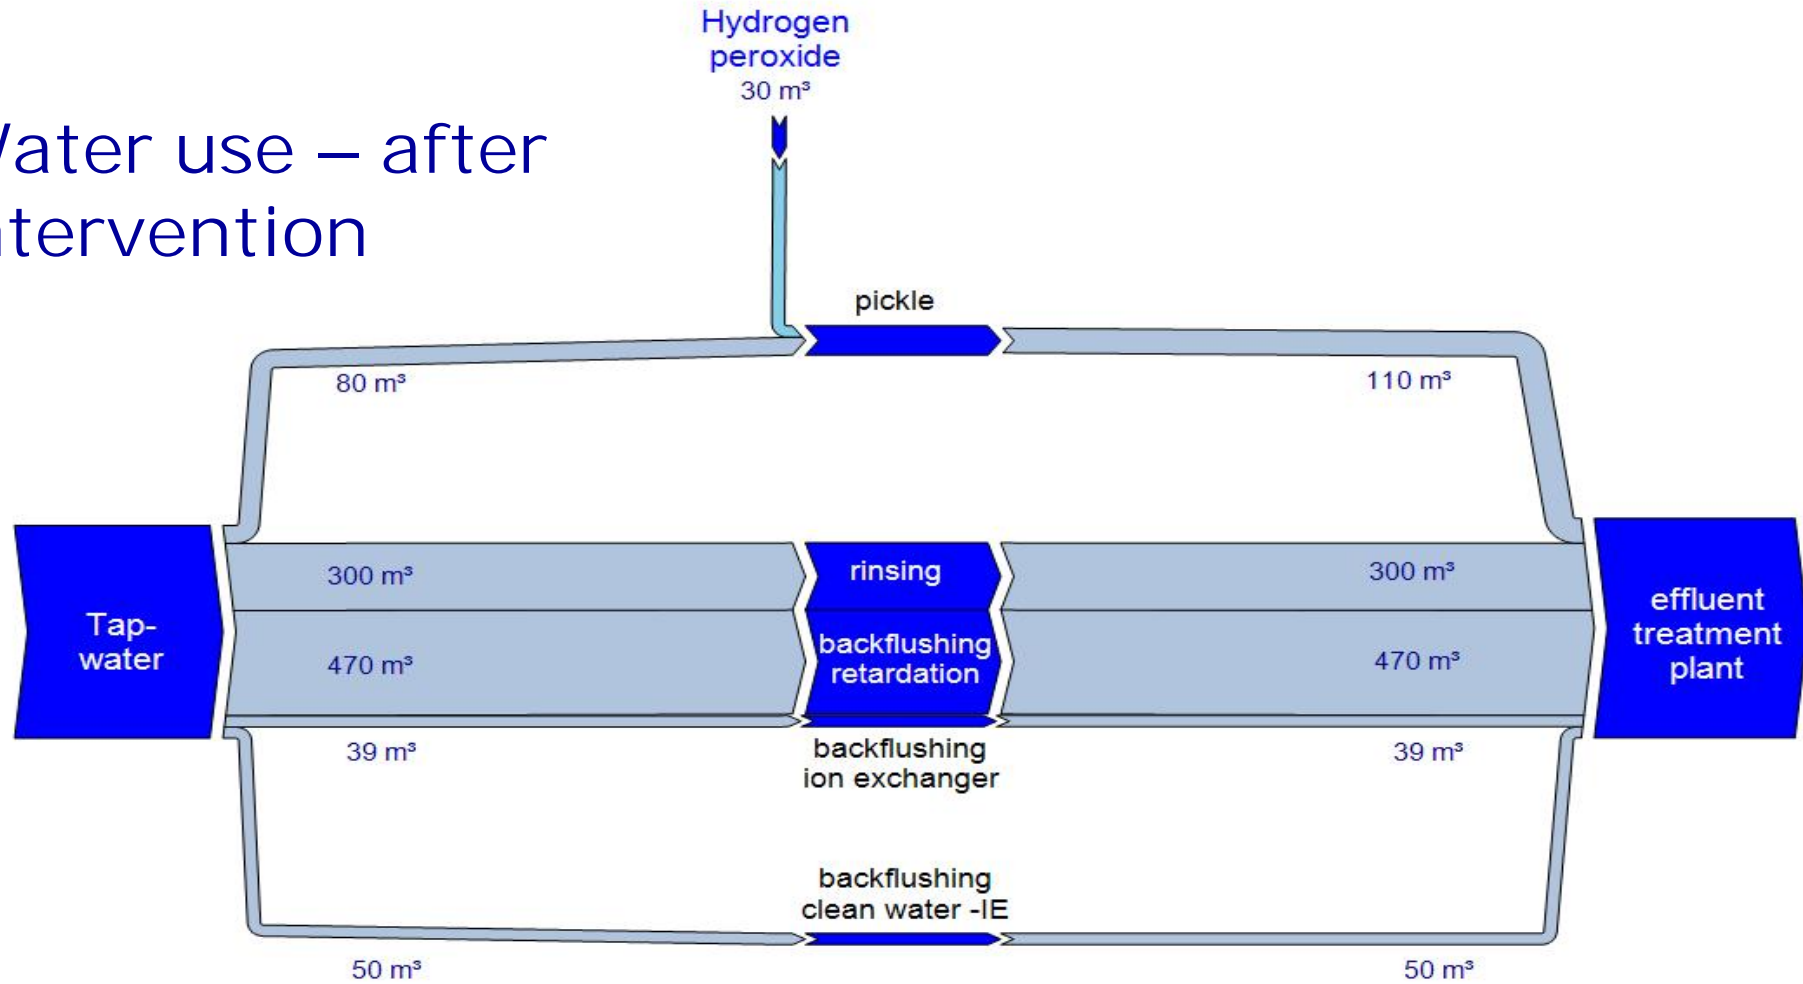 Hydrogen
peroxide
30 m³
Water use – after
ntervention
pickle
80 m³
110 m³
Tap-
water
300 m³
rinsing
300 m³
470 m³
backflushing
retardation
470 m³
effluent
treatment
plant
39 m³
backflushing
ion exchanger
39 m³
backflushing
clean water -IE
50 m³
50 m³